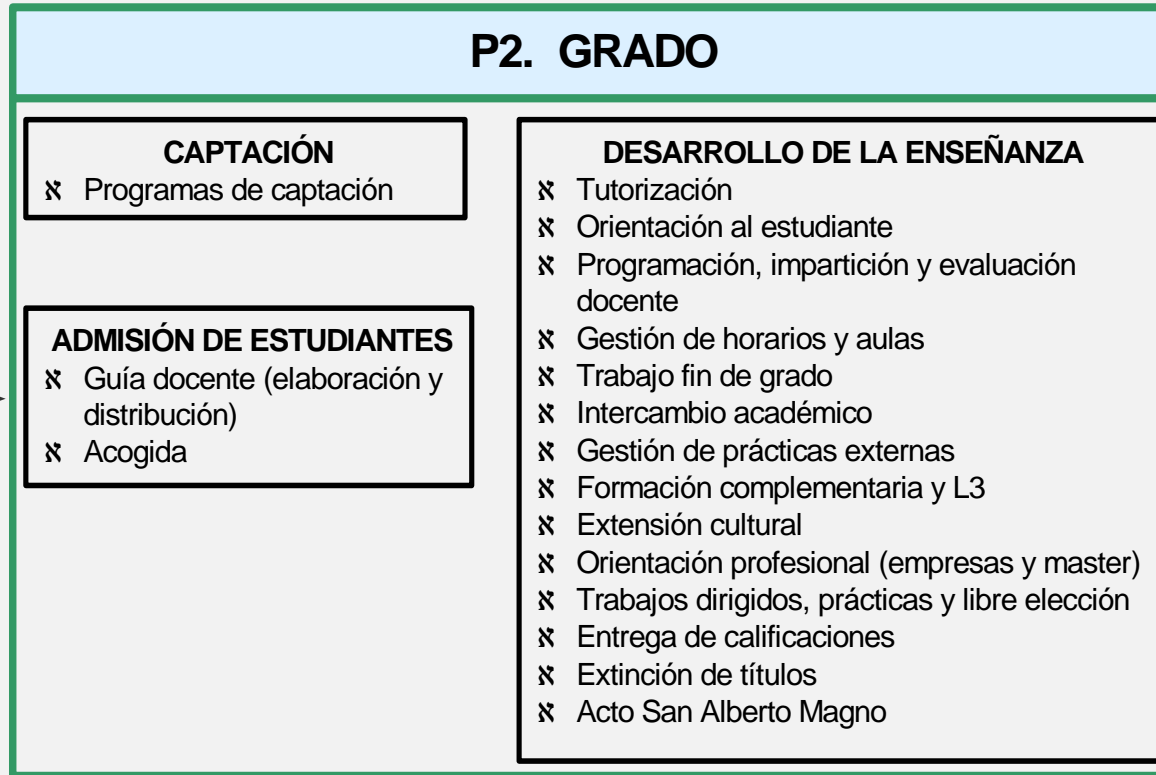 P2. GRADO
CAPTACIÓN
ℵ Programas de captación
ADMISIÓN DE ESTUDIANTES
ℵ Guía docente (elaboración y
distribución)
ℵ Acogida
DESARROLLO DE LA ENSEÑANZA
ℵ Tutorización
ℵ Orientación al estudiante
ℵ Programación, impartición y evaluación
docente
ℵ Gestión de horarios y aulas
ℵ Trabajo fin de grado
ℵ Intercambio académico
ℵ Gestión de prácticas externas
ℵ Formación complementaria y L3
ℵ Extensión cultural
ℵ Orientación profesional (empresas y master)
ℵ Trabajos dirigidos, prácticas y libre elección
ℵ Entrega de calificaciones
ℵ Extinción de títulos
ℵ Acto San Alberto Magno